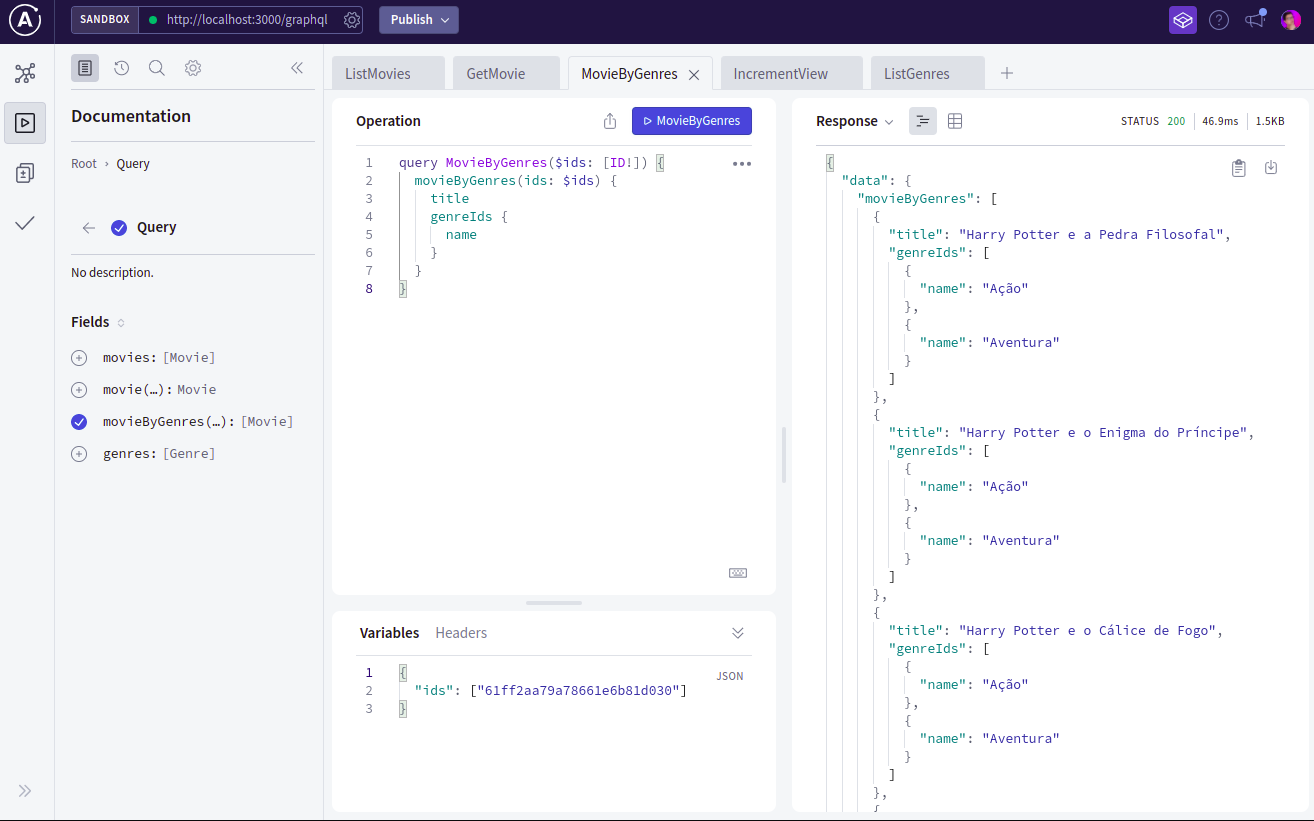 SANDBOX http://localhost:3000/graphql Publish
Documentation
Root › Query
Query
No description.
Fields
movies: [Movie]
movie(…): Movie
movieByGenres(…): [Movie]
genres: [Genre]
ListMovies GetMovie MovieByGenres IncrementView ListGenres
Operation MovieByGenres
1 query MovieByGenres($ids: [ID!]) {
2 movieByGenres(ids: $ids) {
3 title
4 genreIds {
5 name
6 }
7 }
8 }
Variables Headers
JSON
1 {
2 "ids": ["61ff2aa79a78661e6b81d030"]
3 }
Response STATUS 200 46.9ms 1.5KB
{
"data": {
"movieByGenres": [
{
"title": "Harry Potter e a Pedra Filosofal",
"genreIds": [
{
"name": "Ação"
},
{
"name": "Aventura"
}
]
},
{
"title": "Harry Potter e o Enigma do Príncipe",
"genreIds": [
{
"name": "Ação"
},
{
"name": "Aventura"
}
]
},
{
"title": "Harry Potter e o Cálice de Fogo",
"genreIds": [
{
"name": "Ação"
},
{
"name": "Aventura"
}
]
},
{